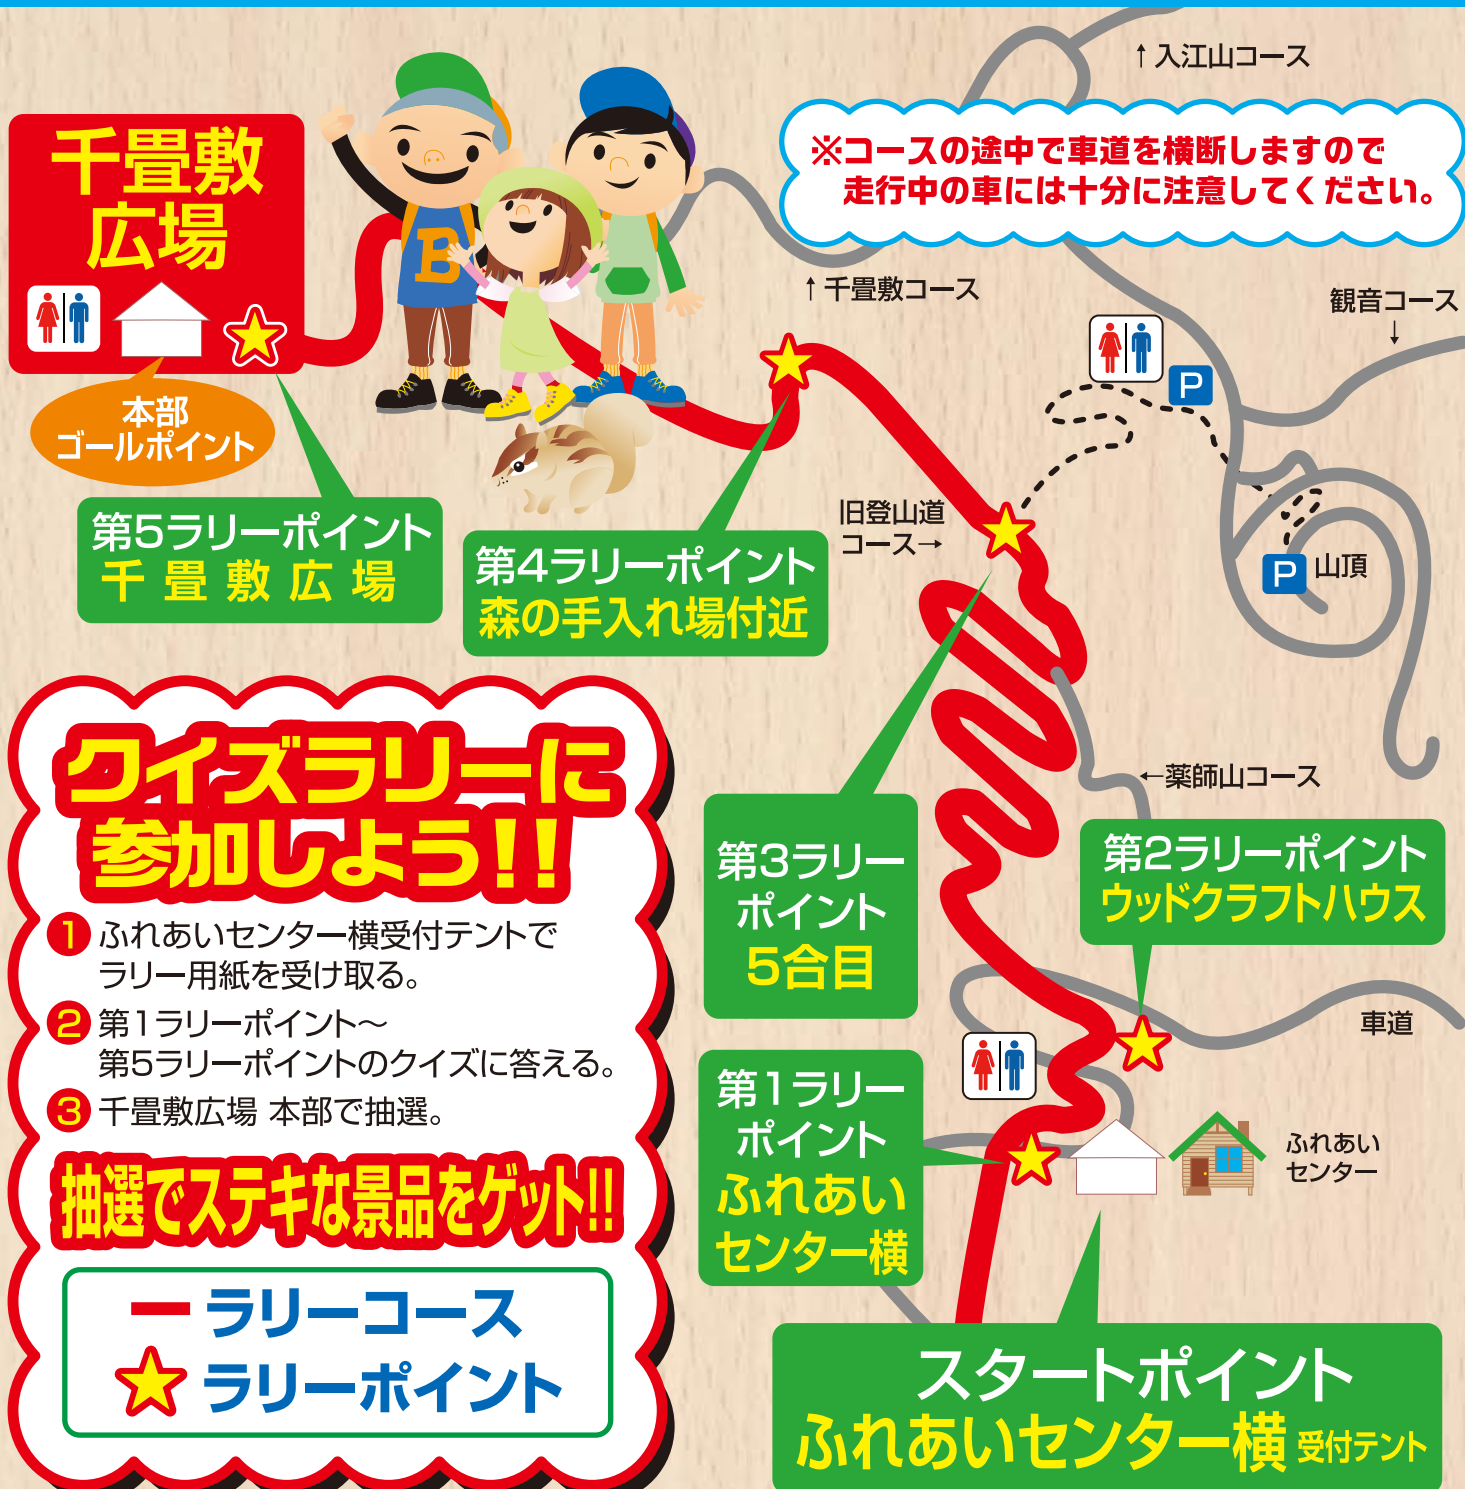 ↑入江山コース
千畳敷
広場
※コースの途中で車道を横断しますので
走行中の車には十分に注意してください。
B
↑千畳敷コース
観音コース
↓
P
本部
ゴールポイント
第5ラリーポイント
千畳敷広場
第4ラリーポイント
森の手入れ場付近
旧登山道
コース→
P 山頂
クイズラリーに
参加しよう!!
1 ふれあいセンター横受付テントで
ラリー用紙を受け取る。
2 第1ラリーポイント～
第5ラリーポイントのクイズに答える。
3 千畳敷広場 本部で抽選。
抽選でステキな景品をゲット!!
ラリーコース
ラリーポイント
←薬師山コース
第3ラリー
ポイント
5合目
第2ラリーポイント
ウッドクラフトハウス
車道
第1ラリー
ポイント
ふれあい
センター横
ふれあい
センター
スタートポイント
ふれあいセンター横 受付テント